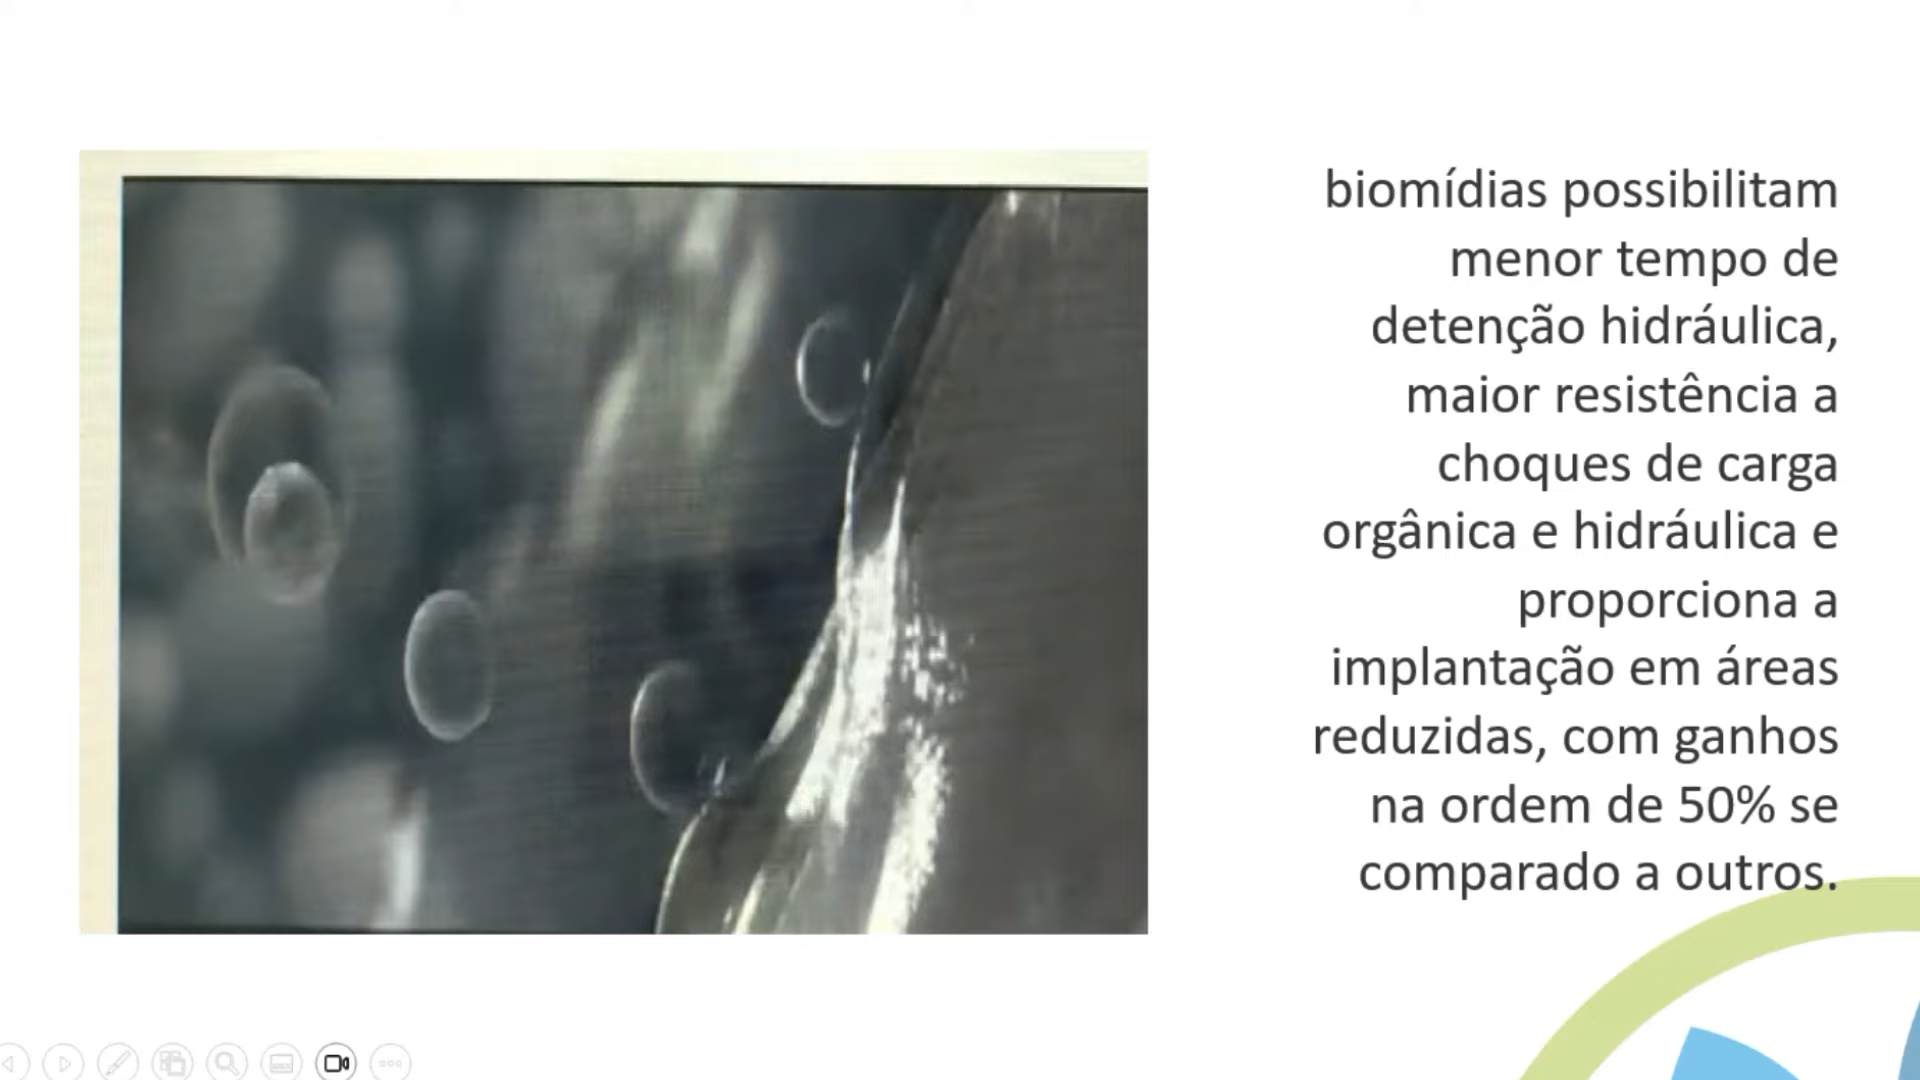 biomídias possibilitam
menor tempo de
detenção hidráulica,
maior resistência a
choques de carga
orgânica e hidráulica e
proporciona a
implantação em áreas
reduzidas, com ganhos
na ordem de 50% se
comparado a outros.